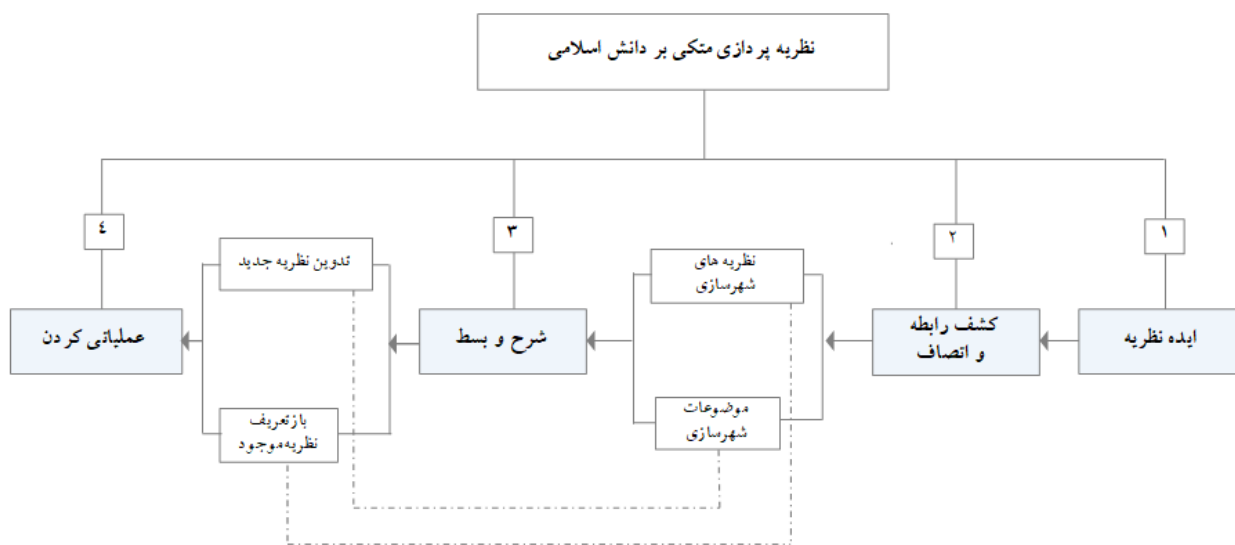 نظریه پردازی متکی بر دانش اسلامی
۱
۲
۳
٤
ایده نظریه
کشف رابطه
و اتصاف
نظریه های
شهرسازی
موضوعات
شهرسازی
شرح و بسط
تدوین نظریه جدید
بازتعریف
نظریه موجود
عملیاتی کردن